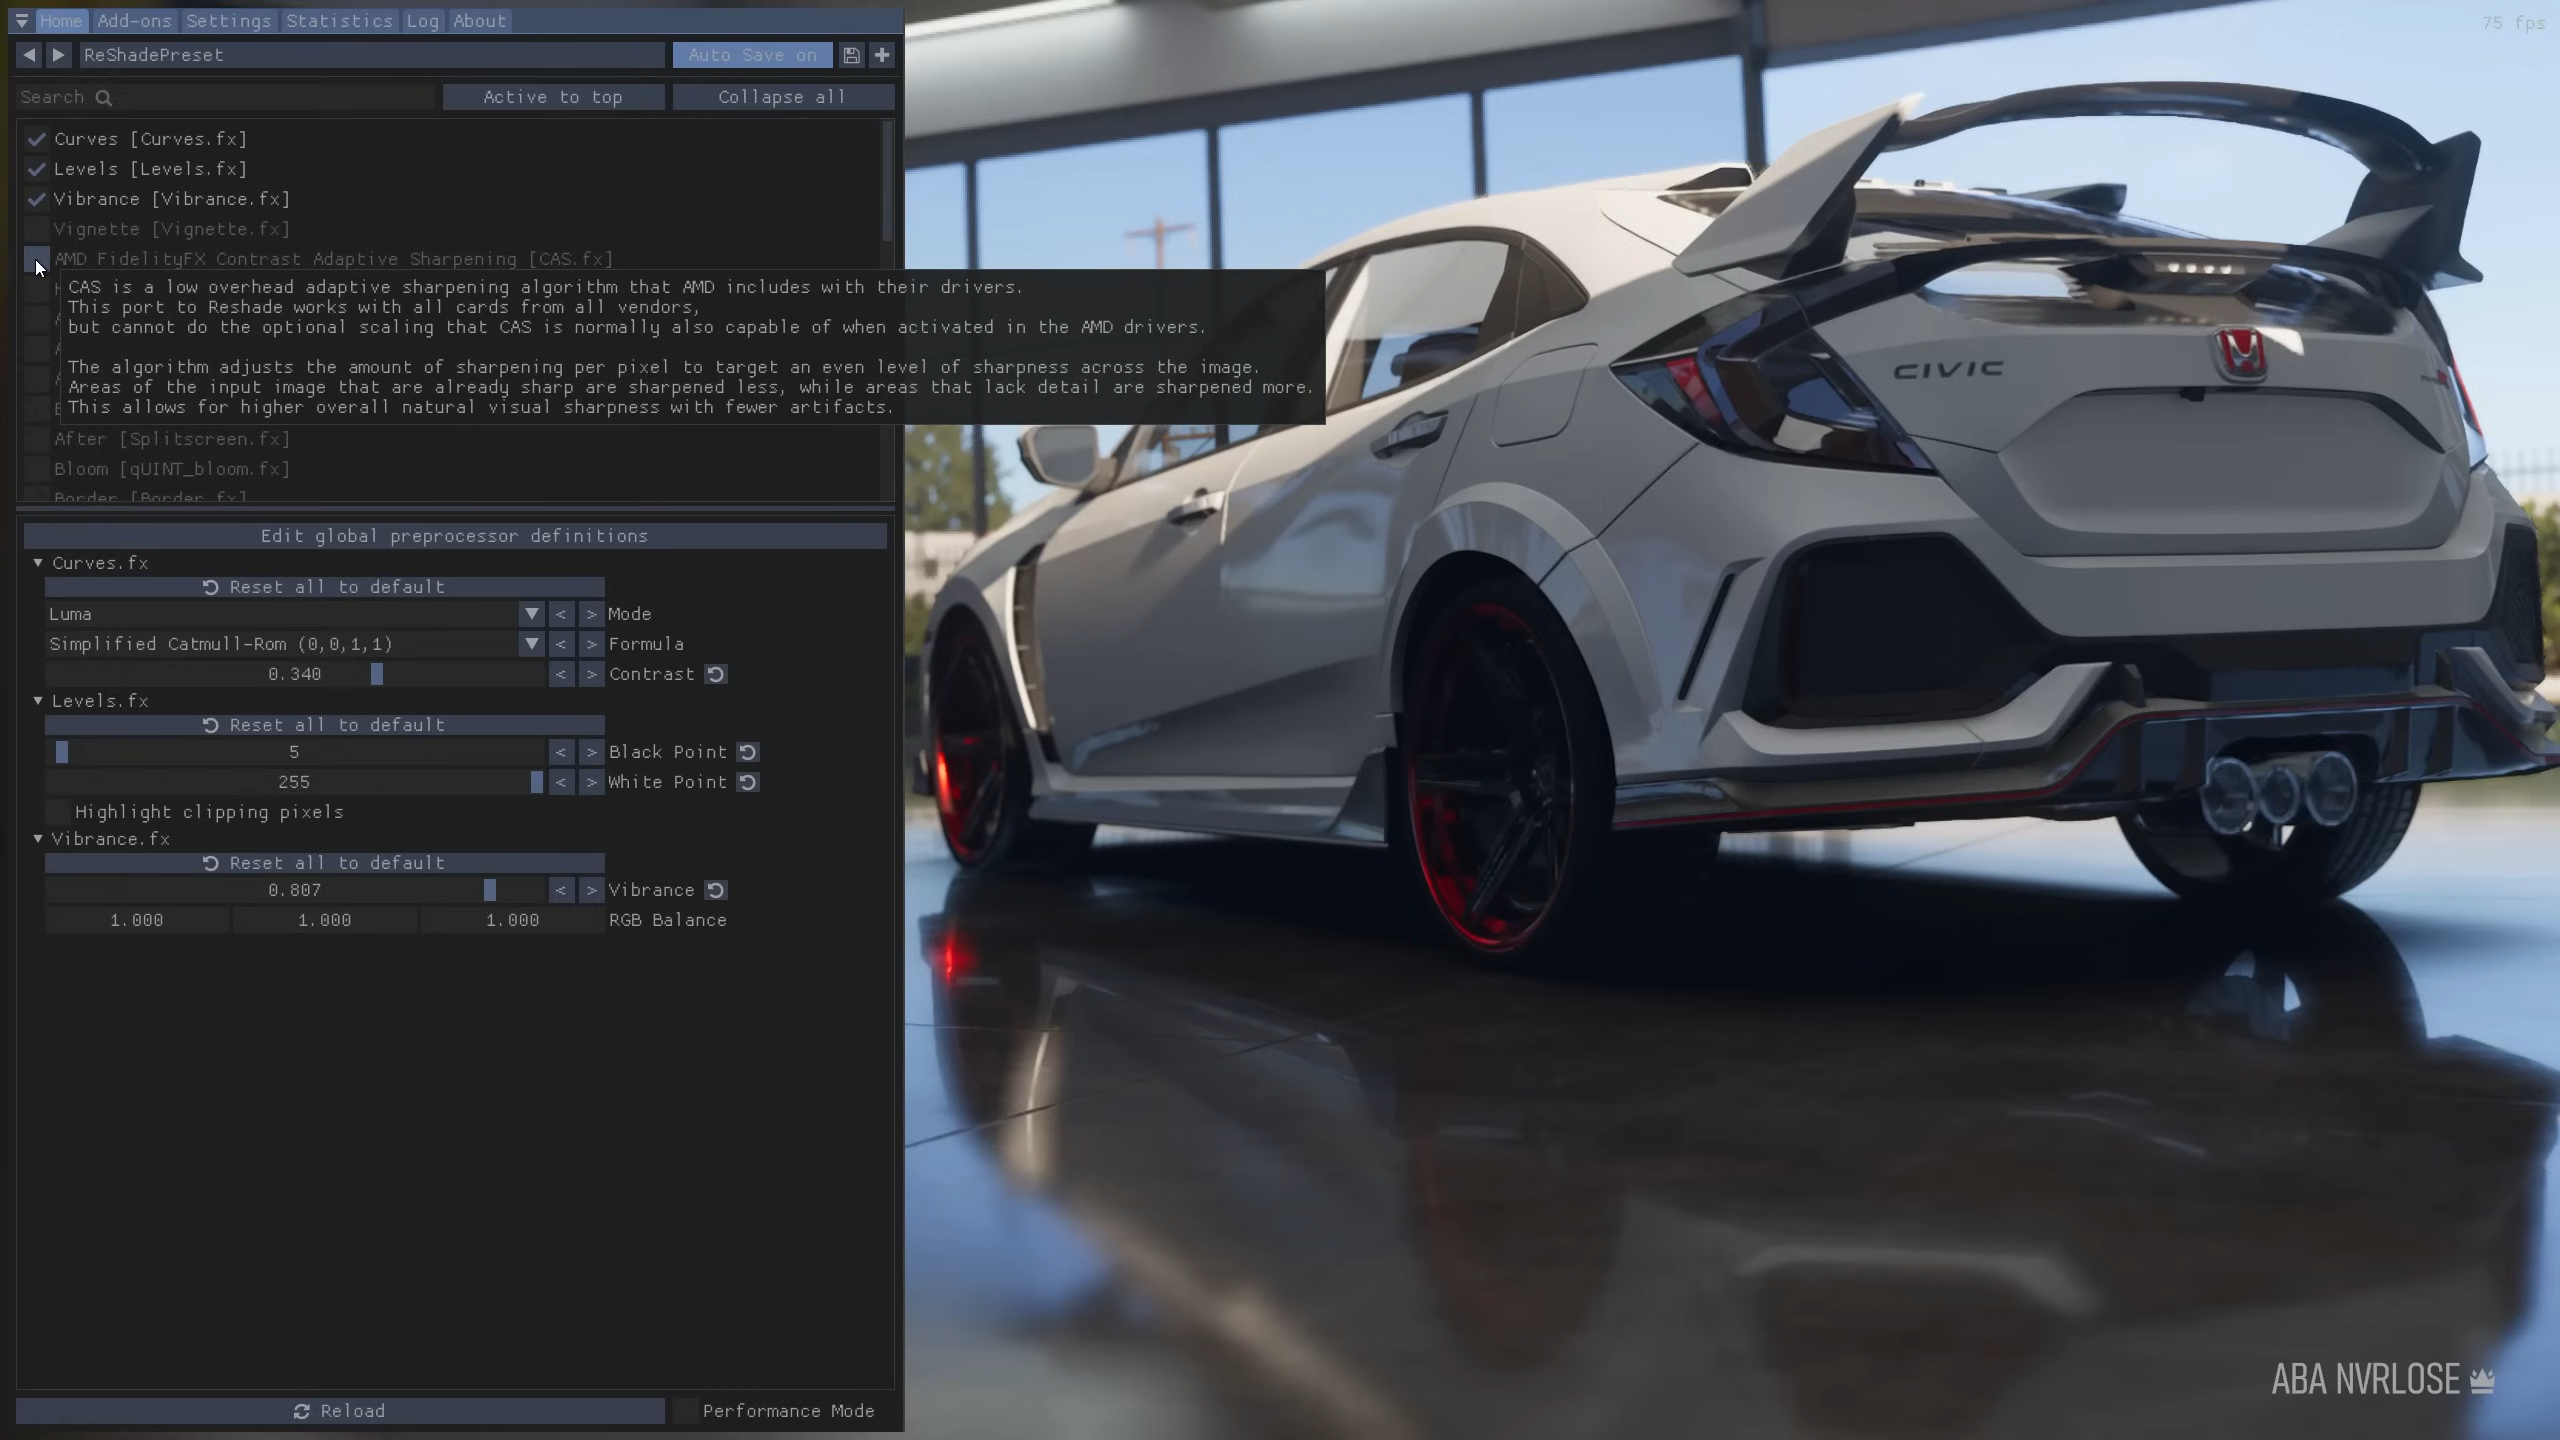 Home Add-ons Settings Statistics Log About
75 fps
ReShadePreset
Auto Save on
Search
Active to top
Collapse all
Curves [Curves.fx]
Levels [Levels.fx]
Vibrance [Vibrance.fx]
Vignette [Vignette.fx]
AMD FidelityFX Contrast Adaptive Sharpening [CAS.fx]
CAS is a low overhead adaptive sharpening algorithm that AMD includes with their drivers.
This port to Reshade works with all cards from all vendors,
but cannot do the optional scaling that CAS is normally also capable of when activated in the AMD drivers.
The algorithm adjusts the amount of sharpening per pixel to target an even level of sharpness across the image.
Areas of the input image that are already sharp are sharpened less, while areas that lack detail are sharpened more.
This allows for higher overall natural visual sharpness with fewer artifacts.
After [Splitscreen.fx]
Bloom [qUINT_bloom.fx]
Border [Border.fx]
Edit global preprocessor definitions
Curves.fx
Reset all to default
Luma < > Mode
Simplified Catmull-Rom (0,0,1,1) < > Formula
0.340 < > Contrast
Levels.fx
Reset all to default
5 < > Black Point
255 < > White Point
Highlight clipping pixels
Vibrance.fx
Reset all to default
0.807 < > Vibrance
1.000 1.000 1.000 RGB Balance
Reload
Performance Mode
CIVIC
ABA NVRLOSE